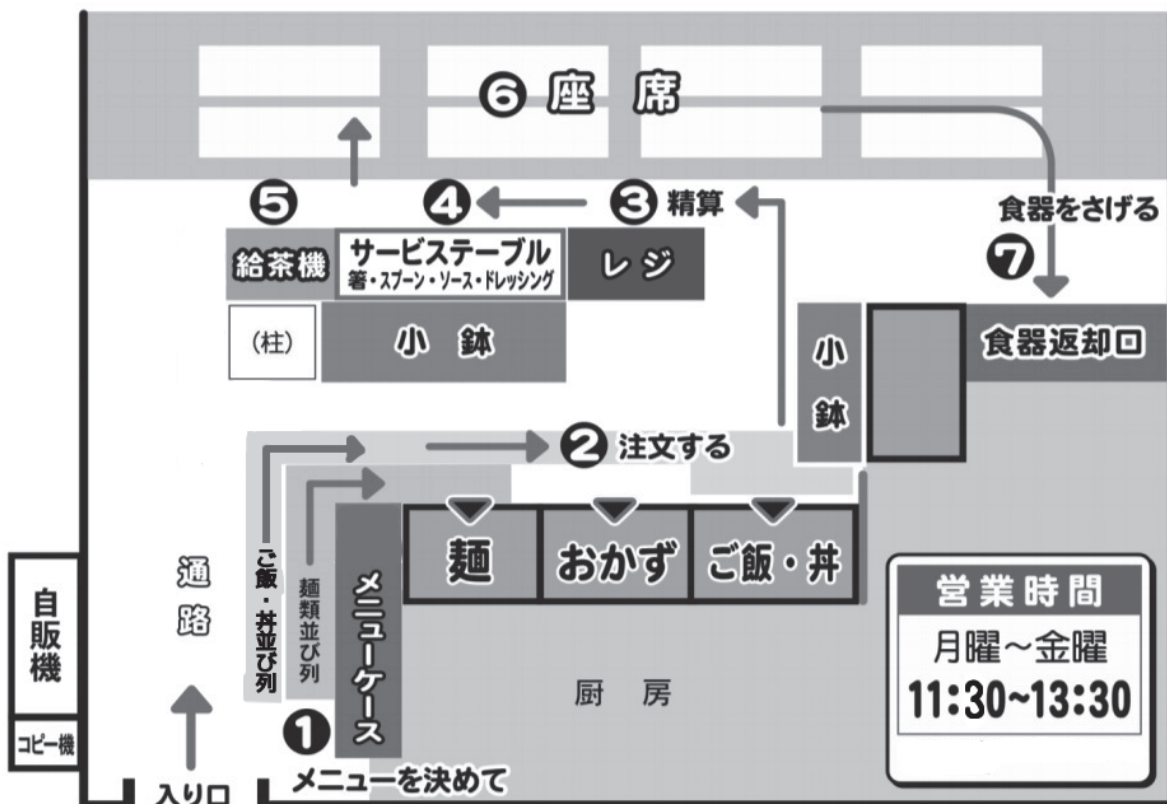 ❻ 座席
❺
❹
❸ 精算
食器をさげる
❼
給茶機
サービステーブル
箸・スプーン・ソース・ドレッシング
レジ
(柱)
小鉢
小鉢
食器返却口
❷ 注文する
麺
おかず
ご飯・丼
ご飯・丼並び列
麺類並び列
メニューケース
通路
自販機
コピー機
厨房
営業時間
月曜～金曜
11:30~13:30
❶
メニューを決めて
入り口